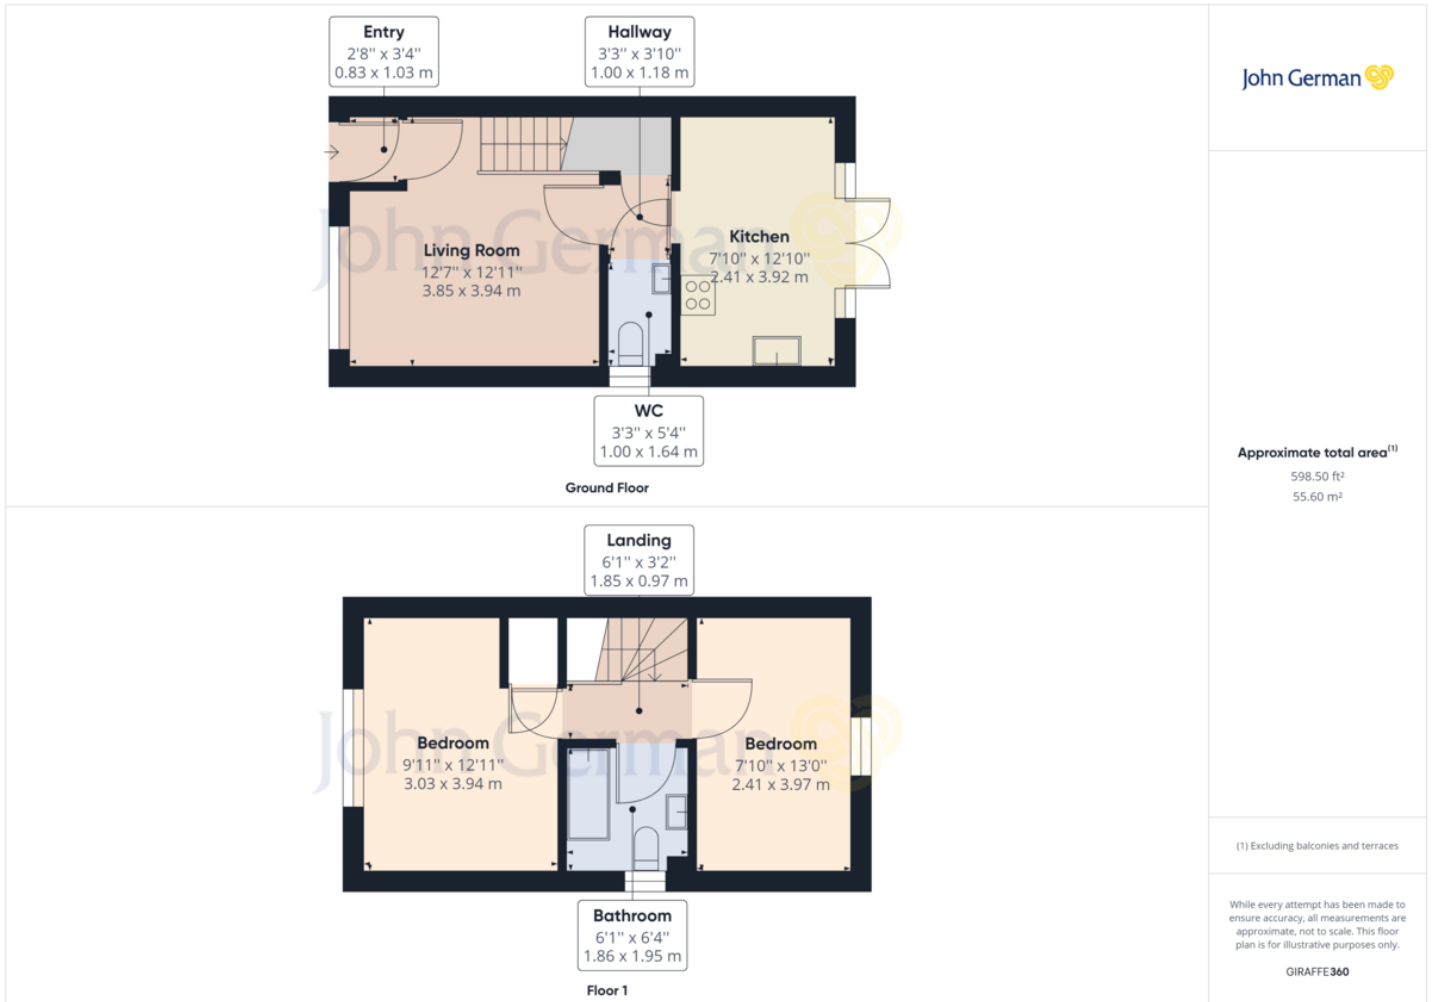 Entry
2'8'' x 3'4''
0.83 x 1.03 m
Hallway
3'3'' x 3'10''
1.00 x 1.18 m
John German
John German
Living Room
12'7'' x 12'11''
3.85 x 3.94 m
Kitchen
7'10'' x 12'10''
2.41 x 3.92 m
WC
3'3'' x 5'4''
1.00 x 1.64 m
Ground Floor
Approximate total area(1)
598.50 ft²
55.60 m²
Landing
6'1'' x 3'2''
1.85 x 0.97 m
John German
Bedroom
9'11'' x 12'11''
3.03 x 3.94 m
Bedroom
7'10'' x 13'0''
2.41 x 3.97 m
Bathroom
6'1'' x 6'4''
1.86 x 1.95 m
Floor 1
(1) Excluding balconies and terraces
While every attempt has been made to
ensure accuracy, all measurements are
approximate, not to scale. This floor
plan is for illustrative purposes only.
GIRAFFE360